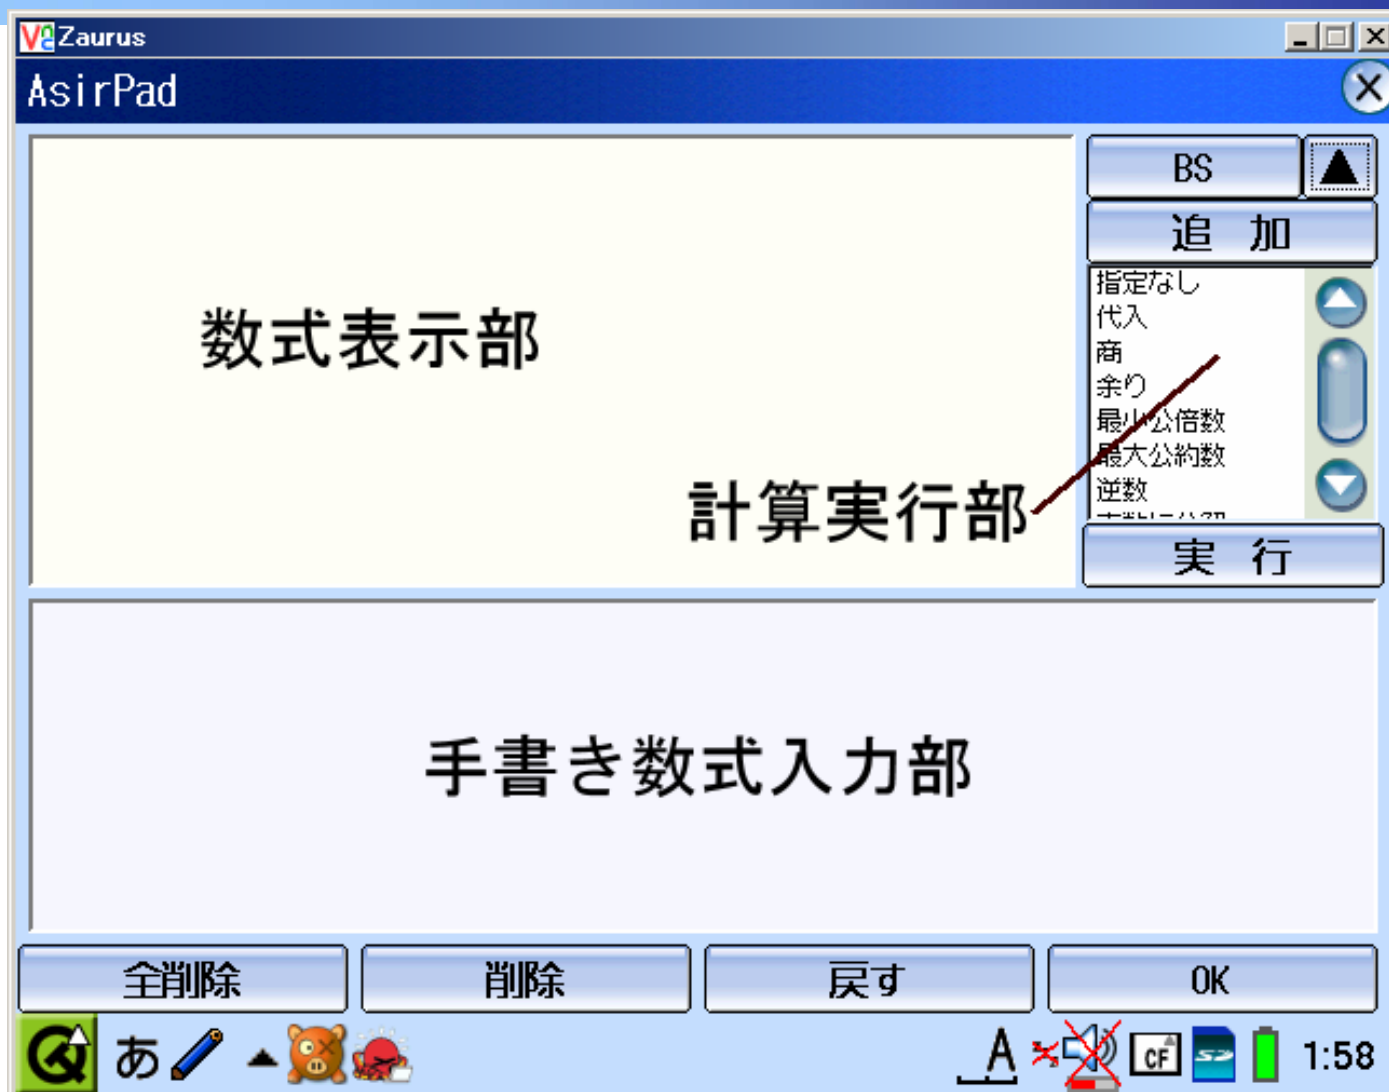 Zaurus
AsirPad
BS
追 加
指定なし
代入
商
余り
最小公倍数
最大公約数
逆数
実 行
数式表示部
計算実行部
手書き数式入力部
全削除
削除
戻す
OK
あ
A
CF
SD
1:58